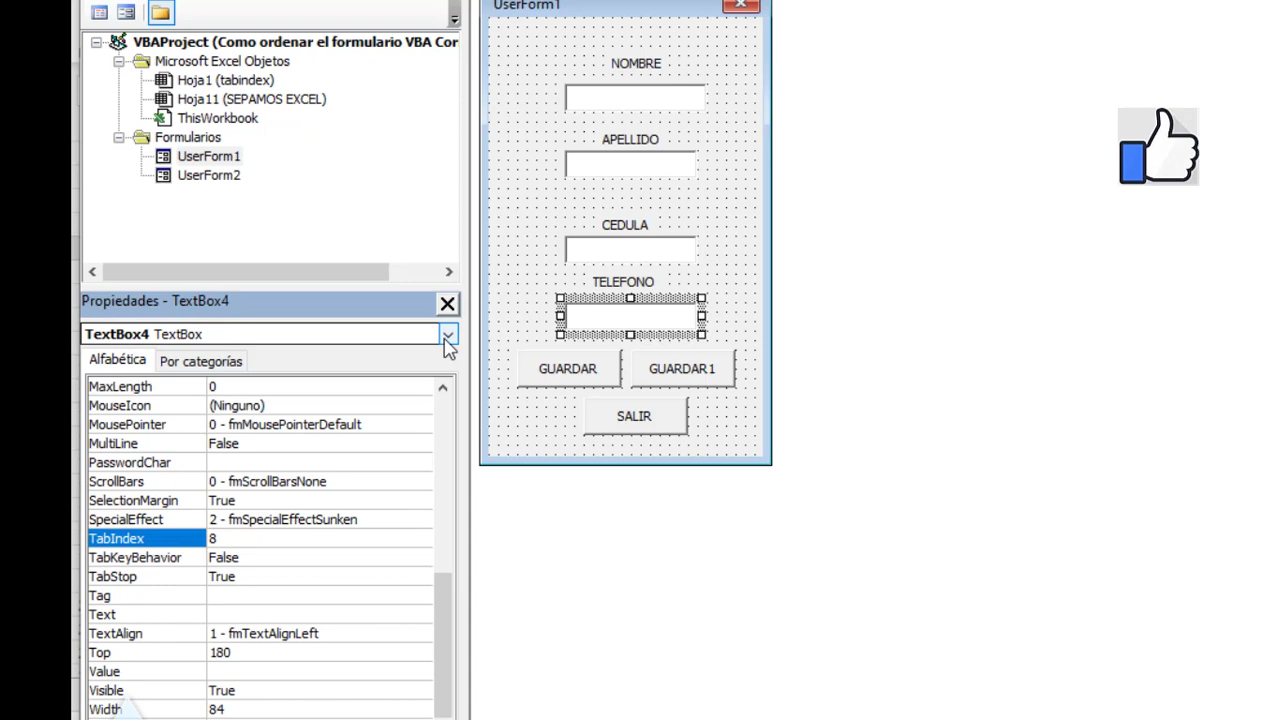 UserForm1
VBAProject (Como ordenar el formulario VBA Cor
Microsoft Excel Objetos
Hoja1 (tabindex)
Hoja11 (SEPAMOS EXCEL)
ThisWorkbook
Formularios
UserForm1
UserForm2
NOMBRE
APELLIDO
CEDULA
TELEFONO
GUARDAR
GUARDAR1
SALIR
Propiedades - TextBox4
TextBox4 TextBox
Alfabética Por categorías
MaxLength 0
MouseIcon (Ninguno)
MousePointer 0 - fmMousePointerDefault
MultiLine False
PasswordChar
ScrollBars 0 - fmScrollBarsNone
SelectionMargin True
SpecialEffect 2 - fmSpecialEffectSunken
TabIndex 8
TabKeyBehavior False
TabStop True
Tag
Text
TextAlign 1 - fmTextAlignLeft
Top 180
Value
Visible True
Width 84